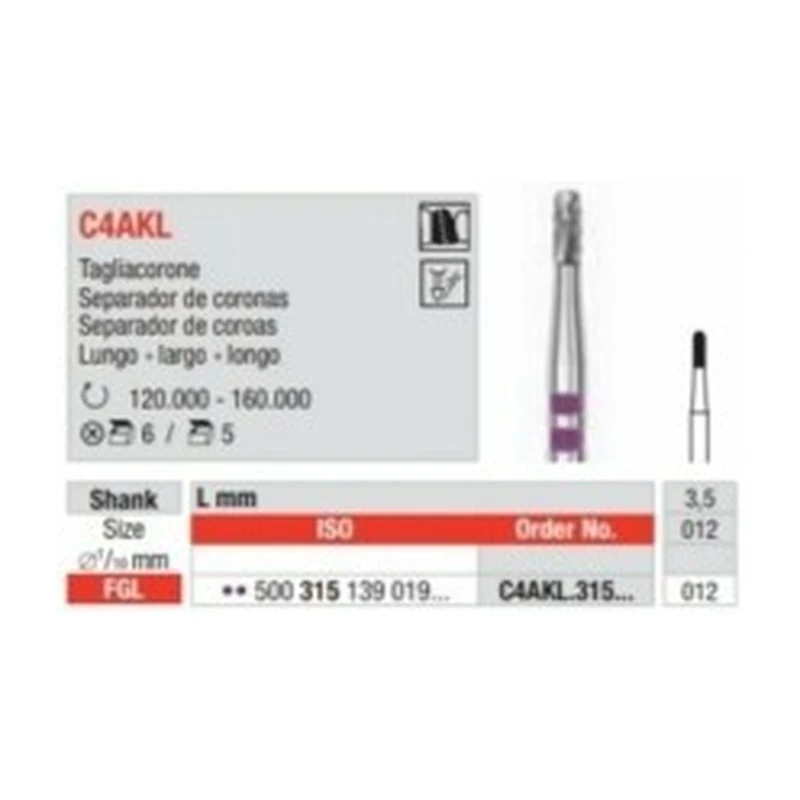 C4AKL
Tagliacorone
Separador de coronas
Separador de coroas
Lungo - largo - longo
120.000 - 160.000
6 / 5
Shank L mm 3,5
Size ISO Order No. 012
∅¹/₁₀ mm
FGL •• 500 315 139 019... C4AKL.315... 012